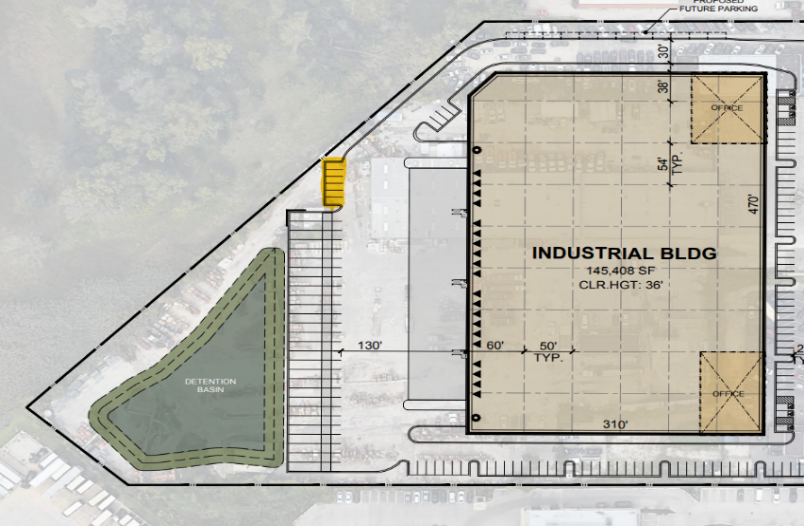 PROPOSED
FUTURE PARKING
30'
38'
OFFICE
54'
TYP.
470'
INDUSTRIAL BLDG
145,408 SF
CLR.HGT: 36'
130'
60'
50'
TYP.
DETENTION
BASIN
OFFICE
310'